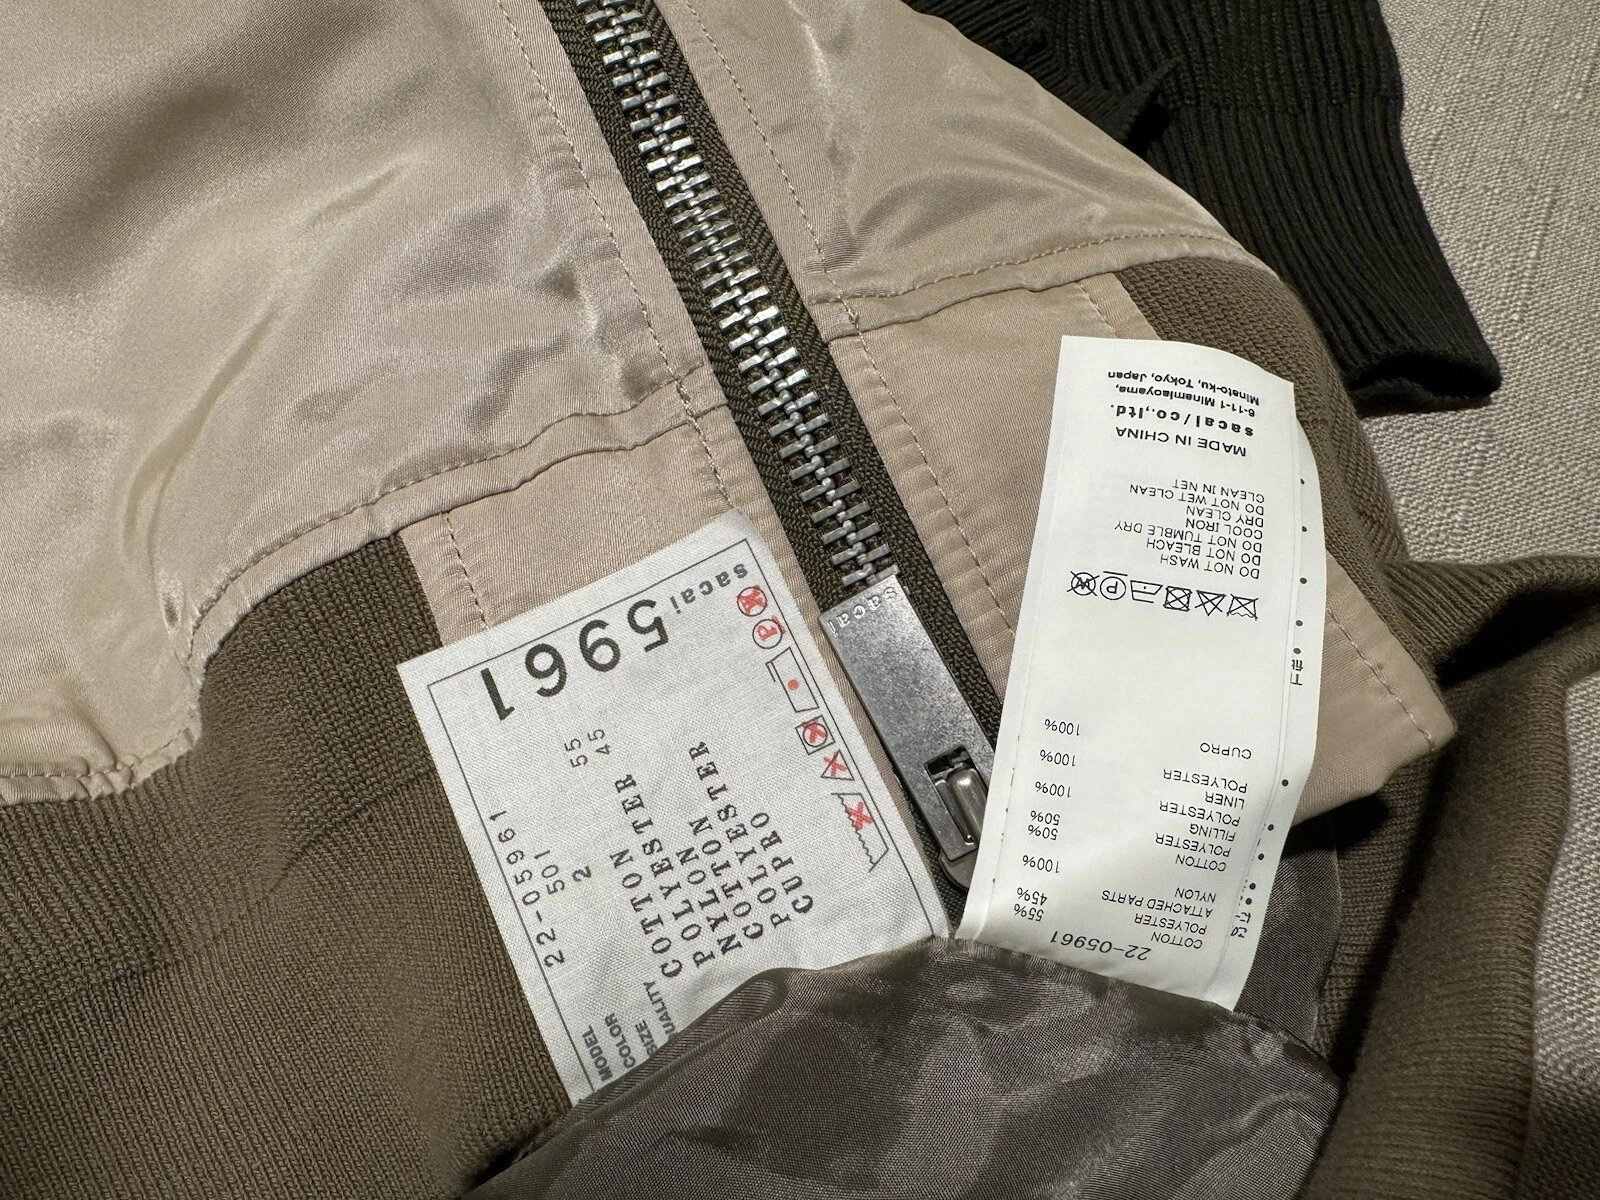 sacai
5961
MODEL 22-05961
COLOR 501
SIZE 2
COTTON 55
POLYESTER 45
NYLON
COTTON
POLYESTER
CUPRO
sacai
22-05961
COTTON 55%
POLYESTER 45%
ATTACHED PARTS
NYLON 100%
COTTON 50%
POLYESTER 50%
FILLING
POLYESTER 100%
LINER
POLYESTER 100%
CUPRO 100%
DO NOT WASH
DO NOT BLEACH
DO NOT TUMBLE DRY
COOL IRON
DRY CLEAN
DO NOT WET CLEAN
CLEAN IN NET
MADE IN CHINA
sacai/co.,ltd.
6-11-1 Minamiaoyama,
Minato-ku, Tokyo, Japan